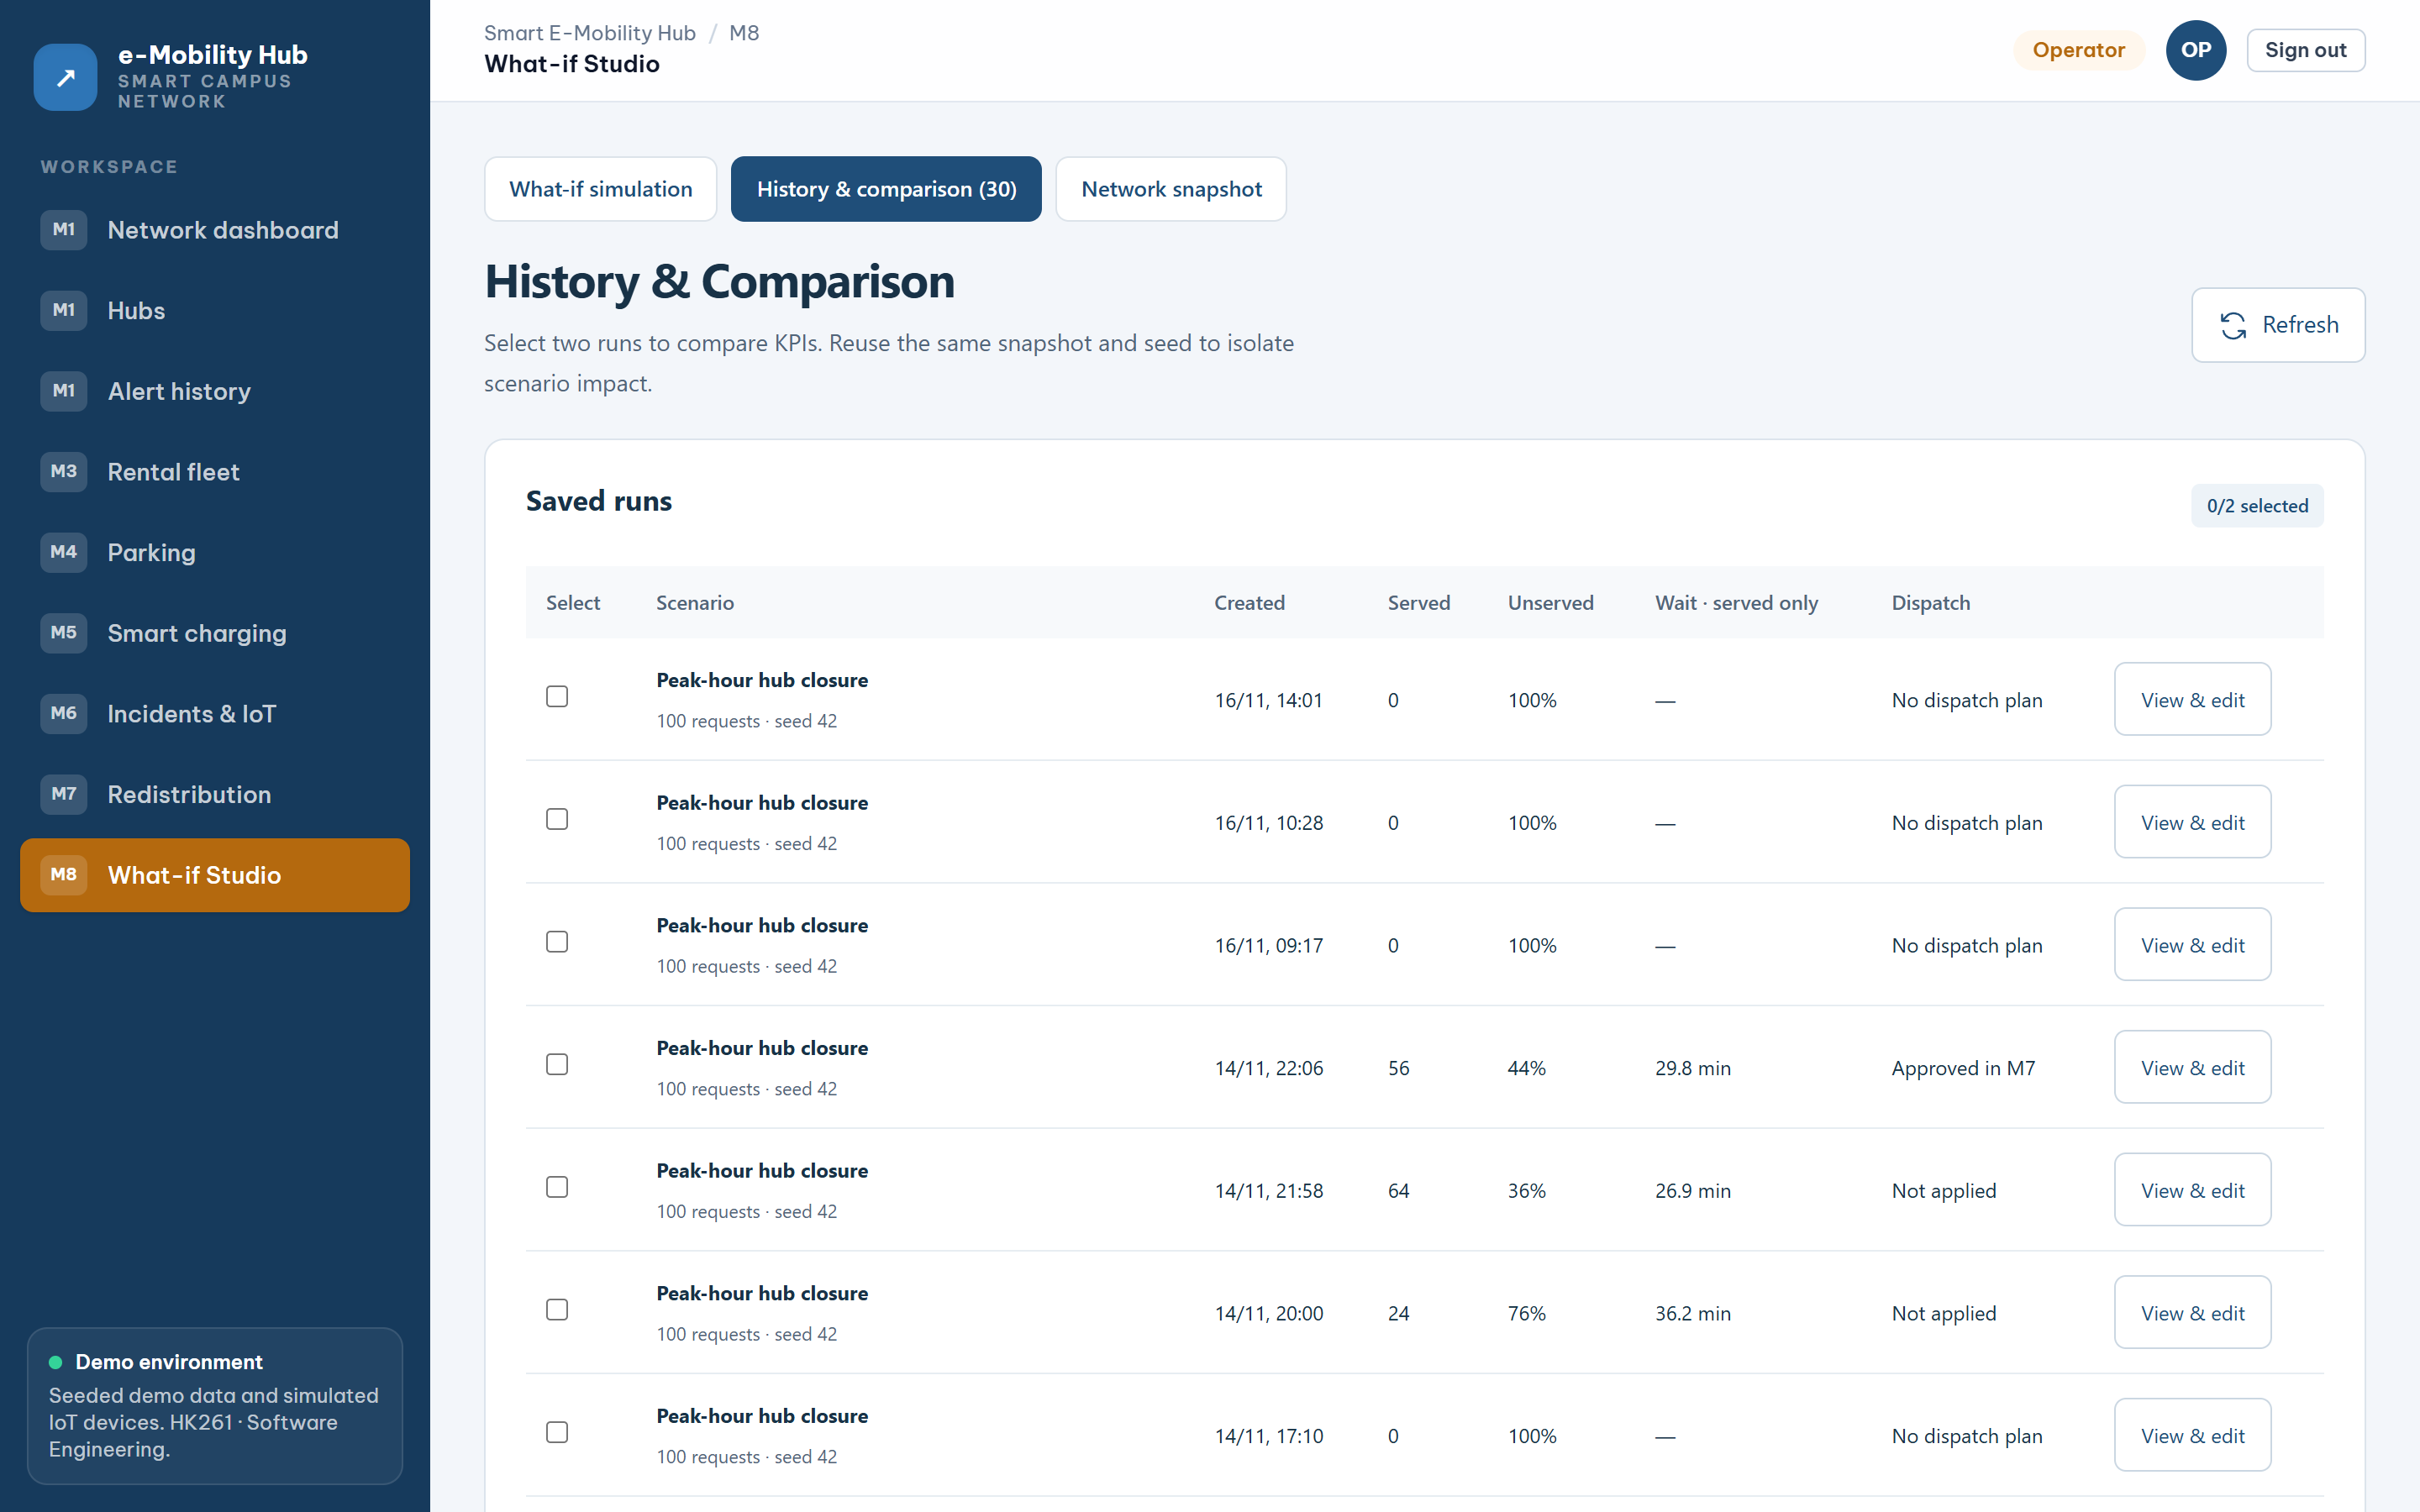 e-Mobility Hub
SMART CAMPUS
NETWORK
WORKSPACE
M1 Network dashboard
M1 Hubs
M1 Alert history
M3 Rental fleet
M4 Parking
M5 Smart charging
M6 Incidents & IoT
M7 Redistribution
M8 What-if Studio
Demo environment
Seeded demo data and simulated
IoT devices. HK261 · Software
Engineering.
Smart E-Mobility Hub / M8
What-if Studio
Operator OP Sign out
What-if simulation History & comparison (30) Network snapshot
History & Comparison
Select two runs to compare KPIs. Reuse the same snapshot and seed to isolate
scenario impact.
Refresh
Saved runs
0/2 selected
Select Scenario Created Served Unserved Wait · served only Dispatch
Peak-hour hub closure
100 requests · seed 42
16/11, 14:01 0 100% — No dispatch plan View & edit
Peak-hour hub closure
100 requests · seed 42
16/11, 10:28 0 100% — No dispatch plan View & edit
Peak-hour hub closure
100 requests · seed 42
16/11, 09:17 0 100% — No dispatch plan View & edit
Peak-hour hub closure
100 requests · seed 42
14/11, 22:06 56 44% 29.8 min Approved in M7 View & edit
Peak-hour hub closure
100 requests · seed 42
14/11, 21:58 64 36% 26.9 min Not applied View & edit
Peak-hour hub closure
100 requests · seed 42
14/11, 20:00 24 76% 36.2 min Not applied View & edit
Peak-hour hub closure
100 requests · seed 42
14/11, 17:10 0 100% — No dispatch plan View & edit